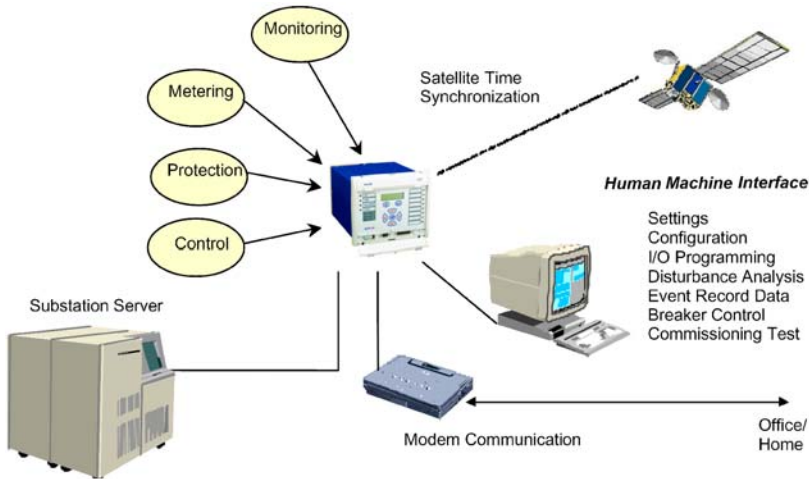 Monitoring
Metering
Satellite Time
Synchronization
Protection
Human Machine Interface
Control
Settings
Configuration
I/O Programming
Disturbance Analysis
Event Record Data
Breaker Control
Commissioning Test
Substation Server
Modem Communication
Office/
Home